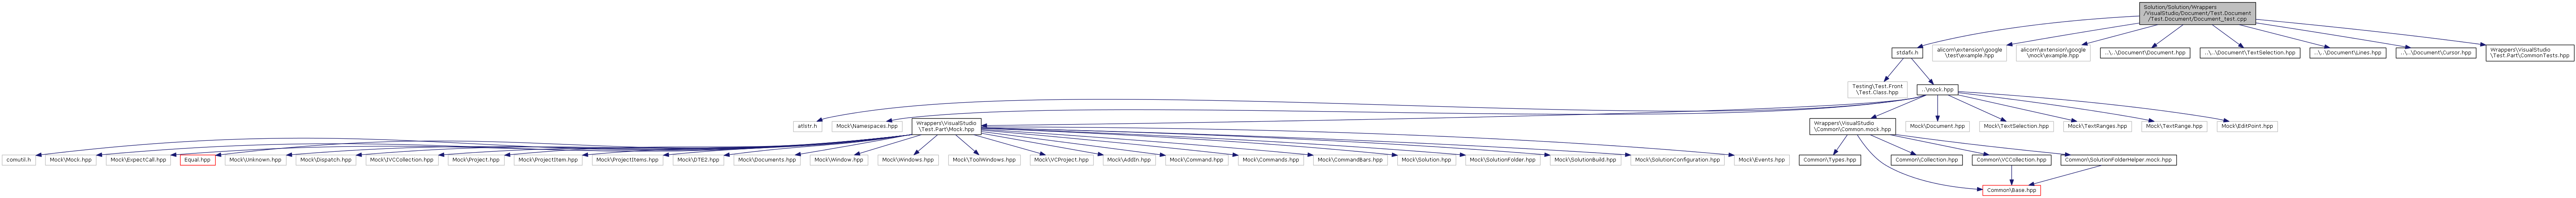 Solution/Solution/Wrappers
/VisualStudio/Document/Test.Document
/Test.Document/Document_test.cpp
stdafx.h
alicorn\extension\google
\test\example.hpp
alicorn\extension\google
\mock\example.hpp
..\..\Document\Document.hpp
..\..\Document\TextSelection.hpp
..\..\Document\Lines.hpp
..\..\Document\Cursor.hpp
Wrappers\VisualStudio
\Test.Part\CommonTests.hpp
Testing\Test.Front
\Test.Class.hpp
..\mock.hpp
atlstr.h
Mock\Namespaces.hpp
Wrappers\VisualStudio
\Test.Part\Mock.hpp
Wrappers\VisualStudio
\Common\Common.mock.hpp
Mock\Document.hpp
Mock\TextSelection.hpp
Mock\TextRanges.hpp
Mock\TextRange.hpp
Mock\EditPoint.hpp
comutil.h
Mock\Mock.hpp
Mock\ExpectCall.hpp
Equal.hpp
Mock\Unknown.hpp
Mock\Dispatch.hpp
Mock\VCCollection.hpp
Mock\Project.hpp
Mock\ProjectItem.hpp
Mock\ProjectItems.hpp
Mock\DTE2.hpp
Mock\Documents.hpp
Mock\Window.hpp
Mock\Windows.hpp
Mock\ToolWindows.hpp
Mock\VCProject.hpp
Mock\AddIn.hpp
Mock\Command.hpp
Mock\Commands.hpp
Mock\CommandBars.hpp
Mock\Solution.hpp
Mock\SolutionFolder.hpp
Mock\SolutionBuild.hpp
Mock\SolutionConfiguration.hpp
Mock\Events.hpp
Common\Types.hpp
Common\Collection.hpp
Common\VCCollection.hpp
Common\SolutionFolderHelper.mock.hpp
Common\Base.hpp